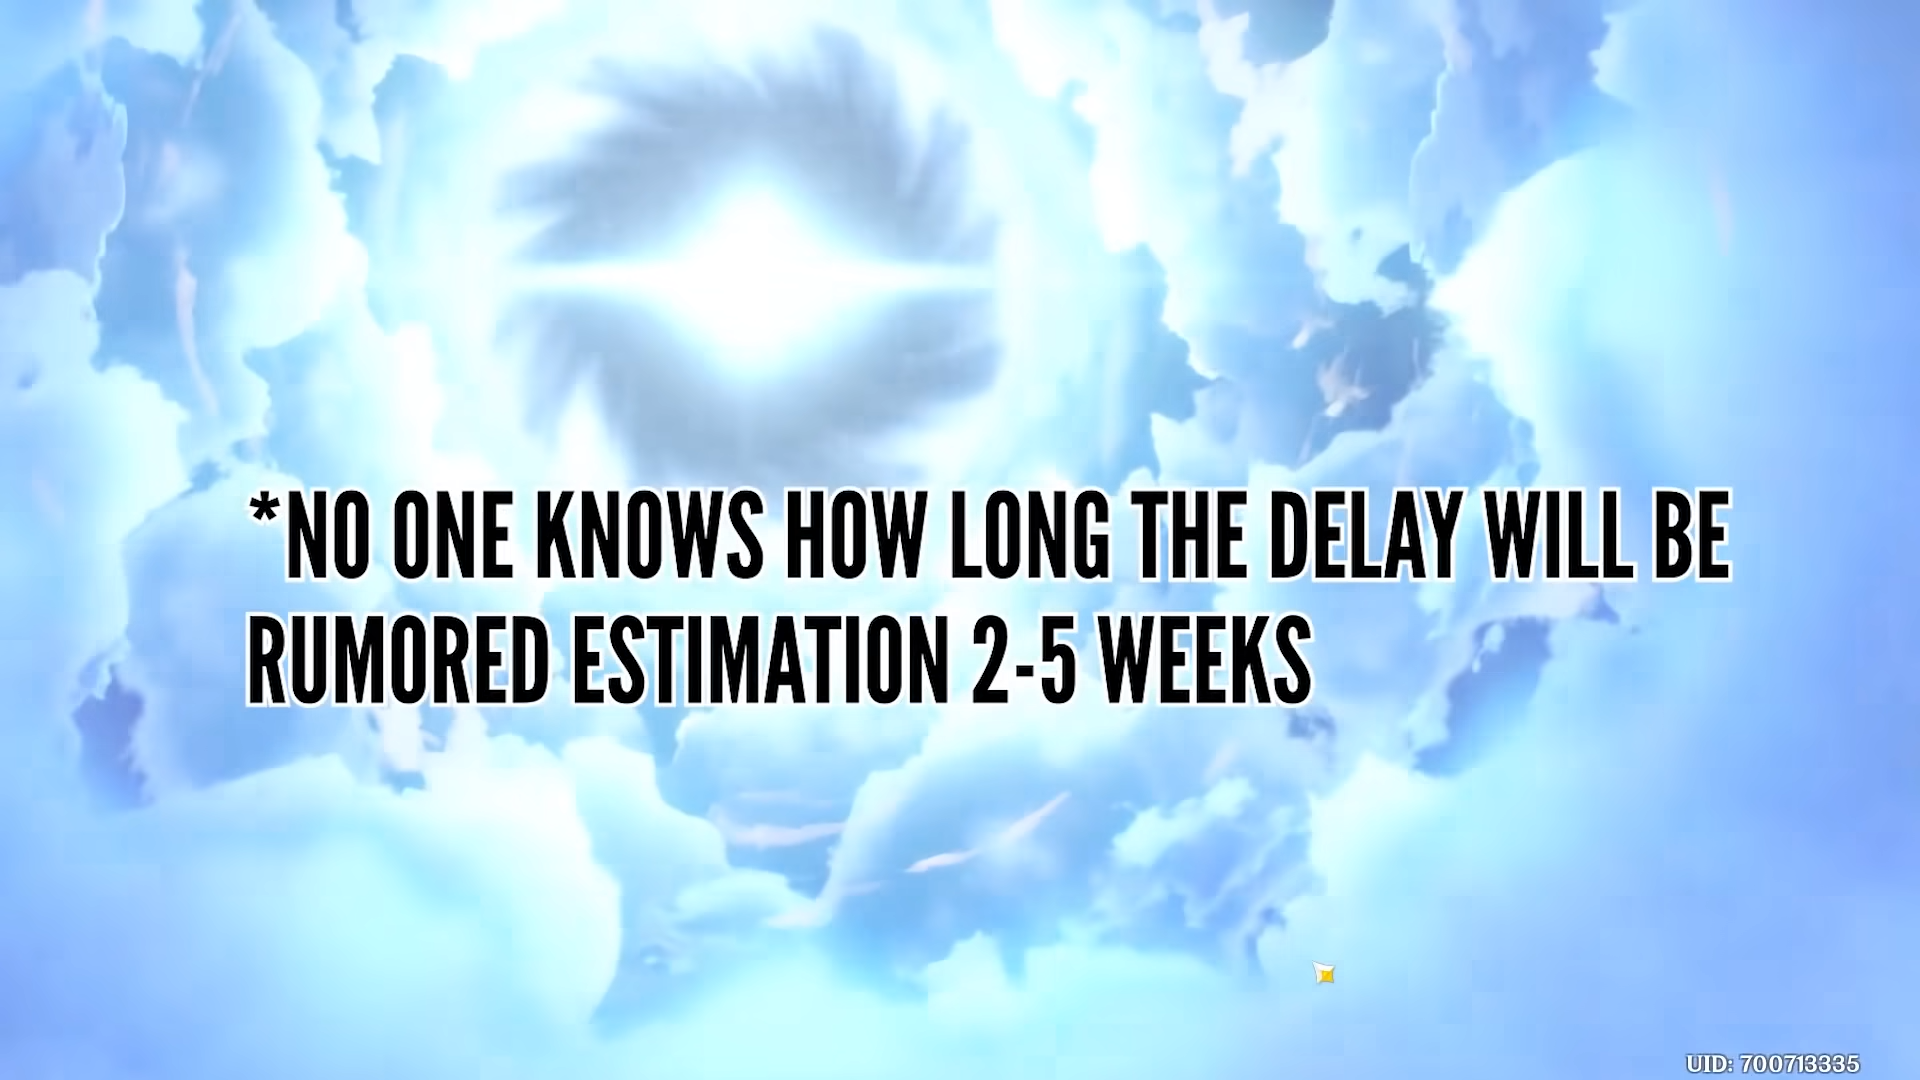 *NO ONE KNOWS HOW LONG THE DELAY WILL BE
RUMORED ESTIMATION 2-5 WEEKS
UID: 700713335